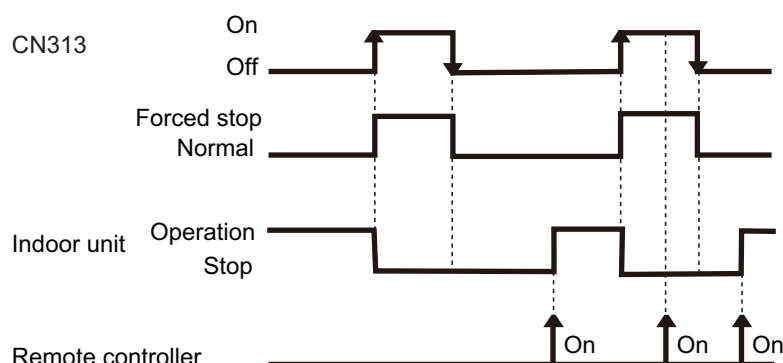 On
CN313
Off
Forced stop
Normal
Operation
Indoor unit
Stop
On On On
Remote controller